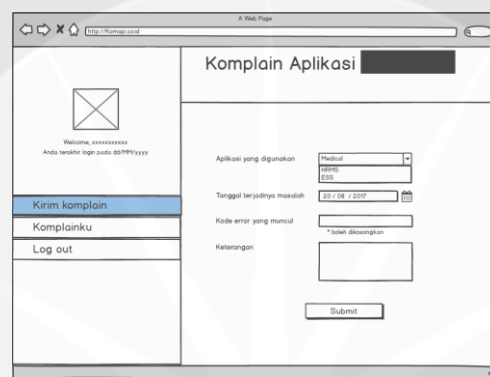 A Web Page
http://Komapi.co.id
Komplain Aplikasi
Welcome, xxxxxxxxxxx
Anda terakhir login pada dd/MM/yyyy
Kirim komplain
Komplainku
Log out
Aplikasi yang digunakan
Medical
HRMS
ESS
Tanggal terjadinya masalah
20 / 08 / 2017
Kode error yang muncul
* boleh dikosongkan
Keterangan
Submit